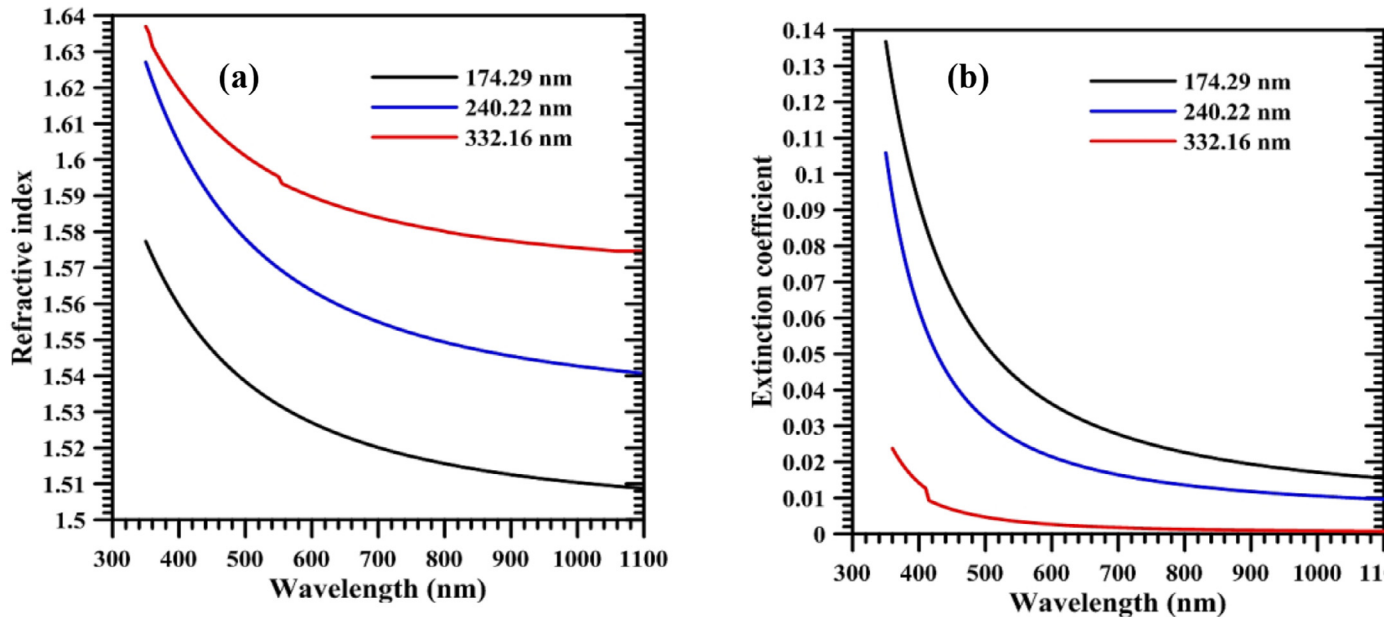 (a)
174.29 nm
240.22 nm
332.16 nm
Refractive index
1.64
1.63
1.62
1.61
1.6
1.59
1.58
1.57
1.56
1.55
1.54
1.53
1.52
1.51
1.5
300 400 500 600 700 800 900 1000 1100
Wavelength (nm)
(b)
174.29 nm
240.22 nm
332.16 nm
Extinction coefficient
0.14
0.13
0.12
0.11
0.1
0.09
0.08
0.07
0.06
0.05
0.04
0.03
0.02
0.01
0
300 400 500 600 700 800 900 1000 110
Wavelength (nm)